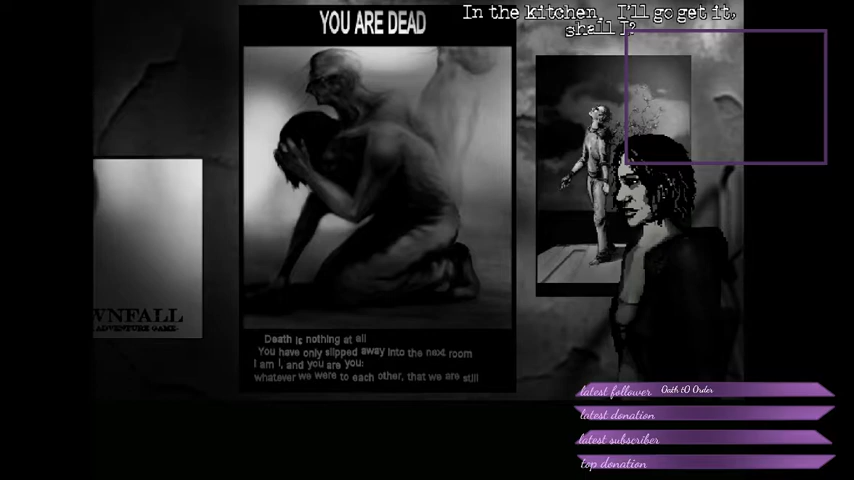 YOU ARE DEAD
In the kitchen. I'll go get it,
shall I?
WNFALL
ADVENTURE GAME-
Death is nothing at all
You have only slipped away into the next room
I am I, and you are you:
whatever we were to each other, that we are still
latest follower Oath tO Order
latest donation
latest subscriber
top donation